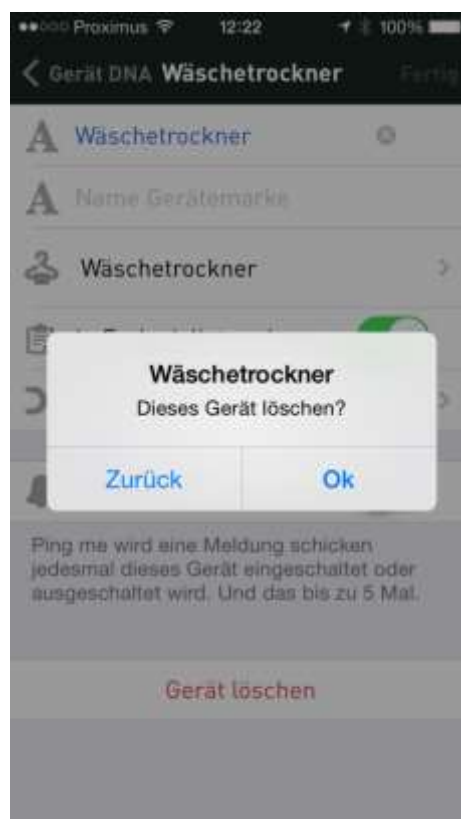 Proximus 12:22 100%
Gerät DNA Wäschetrockner Fertig
A Wäschetrockner
A Name Gerätemarke
Wäschetrockner
Wäschetrockner
Dieses Gerät löschen?
Zurück Ok
Ping me wird eine Meldung schicken
jedesmal dieses Gerät eingeschaltet oder
ausgeschaltet wird. Und das bis zu 5 Mal.
Gerät löschen